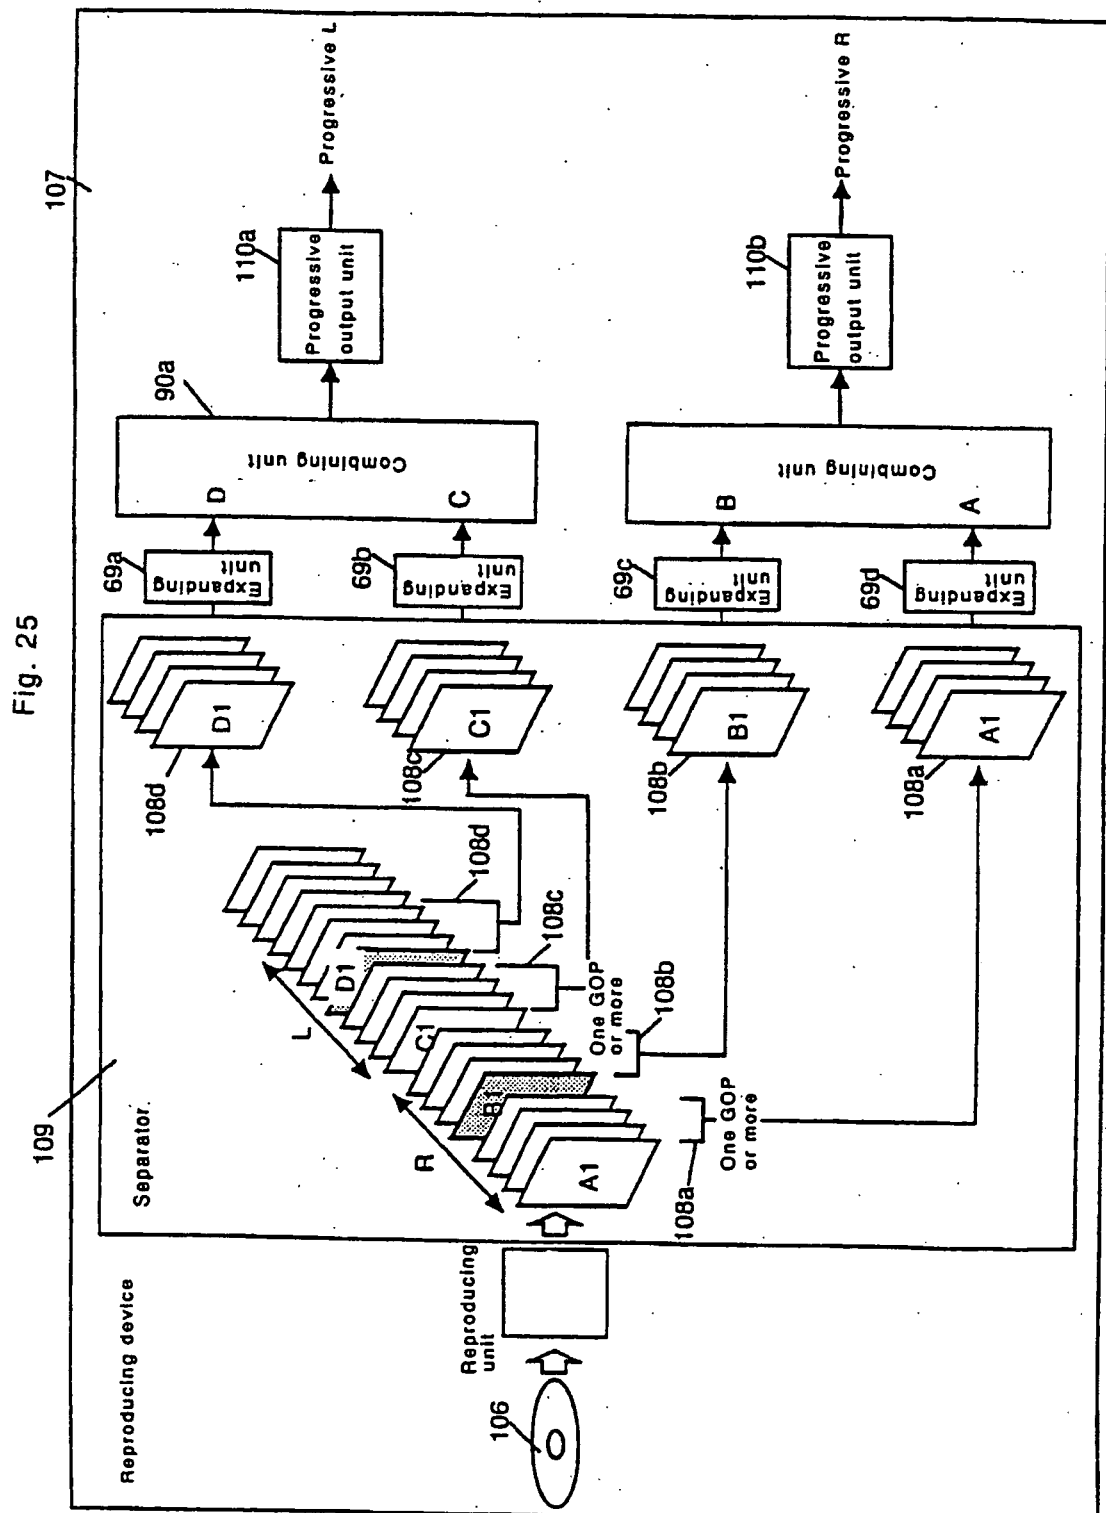 Fig. 25
107
Reproducing device
109
Separator
106
Reproducing
unit
A1
B1
C1
D1
R
L
108a
One GOP
or more
108b
One GOP
or more
108c
108d
108d
D1
108c
C1
108b
B1
108a
A1
69a
Expanding
unit
69b
Expanding
unit
69c
Expanding
unit
69d
Expanding
unit
90a
D
C
Combining unit
B
A
Combining unit
110a
Progressive
output unit
Progressive L
110b
Progressive
output unit
Progressive R